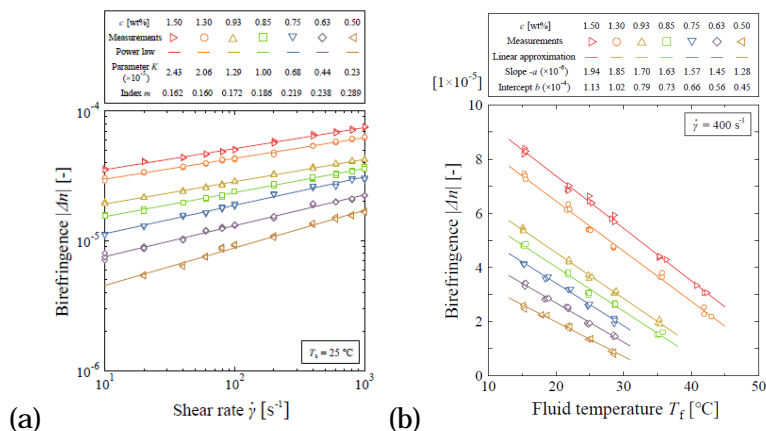 c [wt%] 1.50 1.30 0.93 0.85 0.75 0.63 0.50
Measurements
Power law
Parameter K (×10⁻⁵) 2.43 2.06 1.29 1.00 0.68 0.44 0.23
Index m 0.162 0.160 0.172 0.186 0.219 0.238 0.289
10⁻⁴
10⁻⁵
10⁻⁶
Birefringence |Δn| [-]
Tₛ = 25 °C
10¹ 10² 10³
Shear rate γ̇ [s⁻¹]
(a)
c [wt%] 1.50 1.30 0.93 0.85 0.75 0.63 0.50
Measurements
Linear approximation
Slope -a (×10⁻⁶) 1.94 1.85 1.70 1.63 1.57 1.45 1.28
Intercept b (×10⁻⁴) 1.13 1.02 0.79 0.73 0.66 0.56 0.45
[1×10⁻⁵]
10
8
6
4
2
0
Birefringence |Δn| [-]
γ̇ = 400 s⁻¹
10 20 30 40 50
Fluid temperature T_f [°C]
(b)